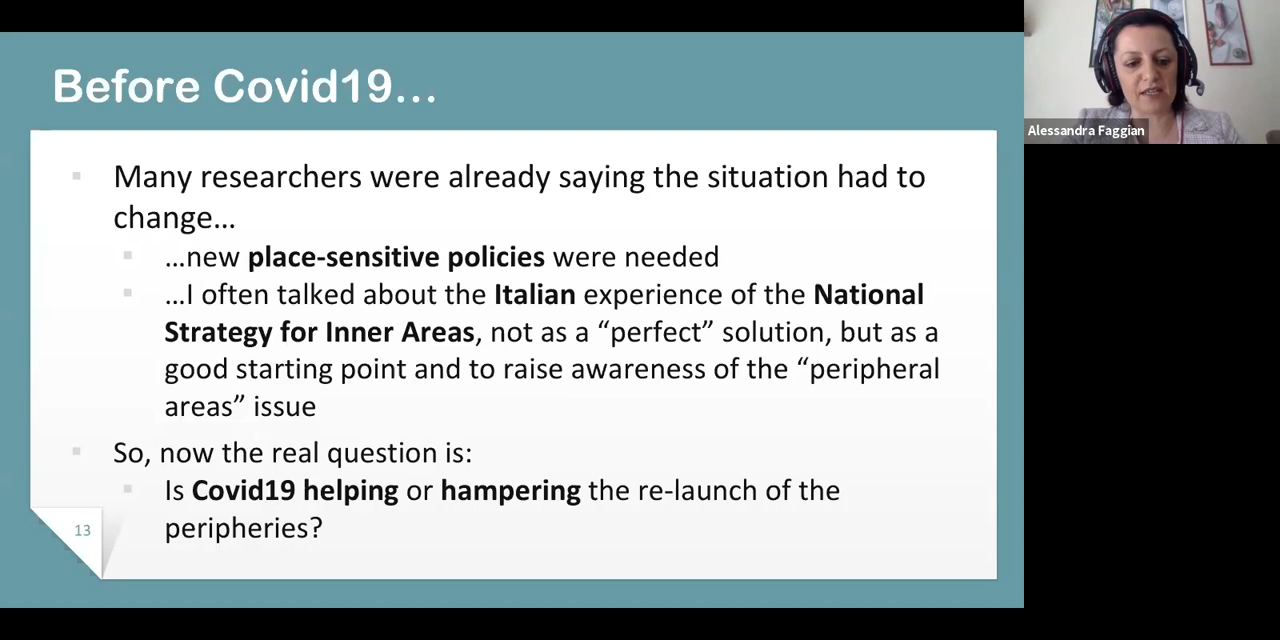 Before Covid19...
Alessandra Faggian
Many researchers were already saying the situation had to
change...
...new place-sensitive policies were needed
...I often talked about the Italian experience of the National
Strategy for Inner Areas, not as a “perfect” solution, but as a
good starting point and to raise awareness of the “peripheral
areas” issue
So, now the real question is:
Is Covid19 helping or hampering the re-launch of the
peripheries?
13